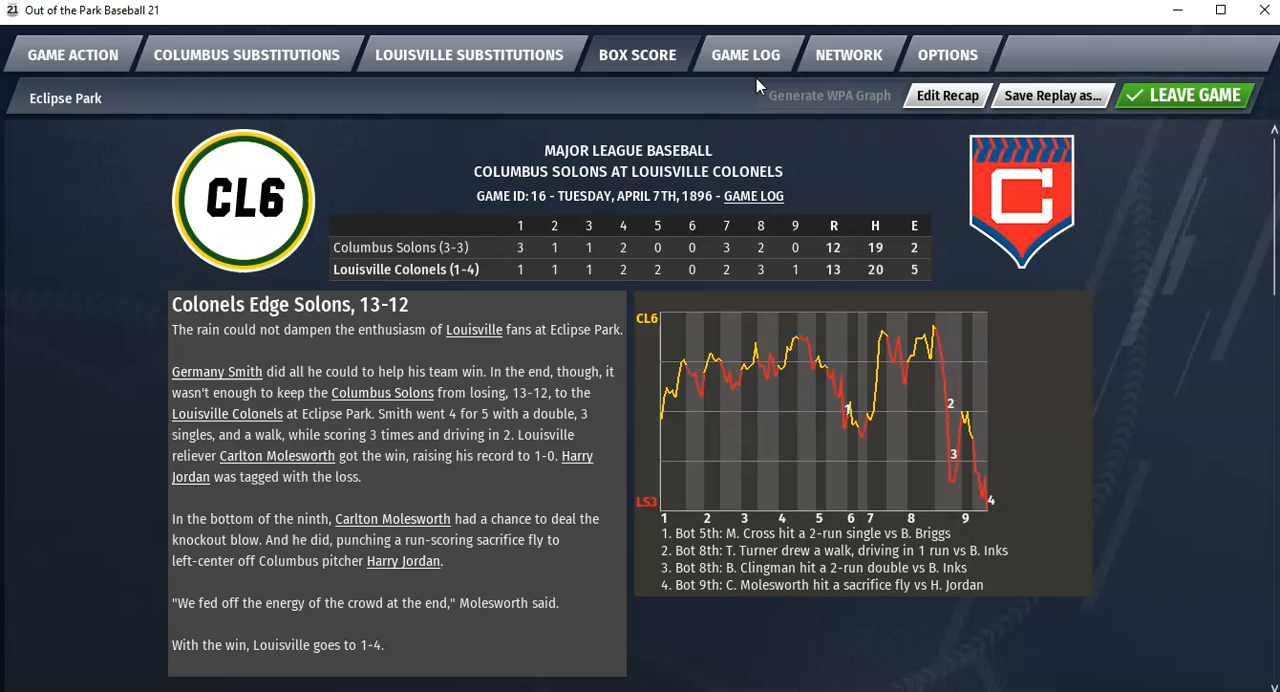 21 Out of the Park Baseball 21
GAME ACTION COLUMBUS SUBSTITUTIONS LOUISVILLE SUBSTITUTIONS BOX SCORE GAME LOG NETWORK OPTIONS
Eclipse Park Generate WPA Graph Edit Recap Save Replay as... LEAVE GAME
CL6
C
MAJOR LEAGUE BASEBALL
COLUMBUS SOLONS AT LOUISVILLE COLONELS
GAME ID: 16 - TUESDAY, APRIL 7TH, 1896 - GAME LOG
1 2 3 4 5 6 7 8 9 R H E
Columbus Solons (3-3) 3 1 1 2 0 0 3 2 0 12 19 2
Louisville Colonels (1-4) 1 1 1 2 2 0 2 3 1 13 20 5
Colonels Edge Solons, 13-12
The rain could not dampen the enthusiasm of Louisville fans at Eclipse Park.
Germany Smith did all he could to help his team win. In the end, though, it
wasn't enough to keep the Columbus Solons from losing, 13-12, to the
Louisville Colonels at Eclipse Park. Smith went 4 for 5 with a double, 3
singles, and a walk, while scoring 3 times and driving in 2. Louisville
reliever Carlton Molesworth got the win, raising his record to 1-0. Harry
Jordan was tagged with the loss.
In the bottom of the ninth, Carlton Molesworth had a chance to deal the
knockout blow. And he did, punching a run-scoring sacrifice fly to
left-center off Columbus pitcher Harry Jordan.
"We fed off the energy of the crowd at the end," Molesworth said.
With the win, Louisville goes to 1-4.
CL6
1
2
3
4
LS3
1 2 3 4 5 6 7 8 9
1. Bot 5th: M. Cross hit a 2-run single vs B. Briggs
2. Bot 8th: T. Turner drew a walk, driving in 1 run vs B. Inks
3. Bot 8th: B. Clingman hit a 2-run double vs B. Inks
4. Bot 9th: C. Molesworth hit a sacrifice fly vs H. Jordan